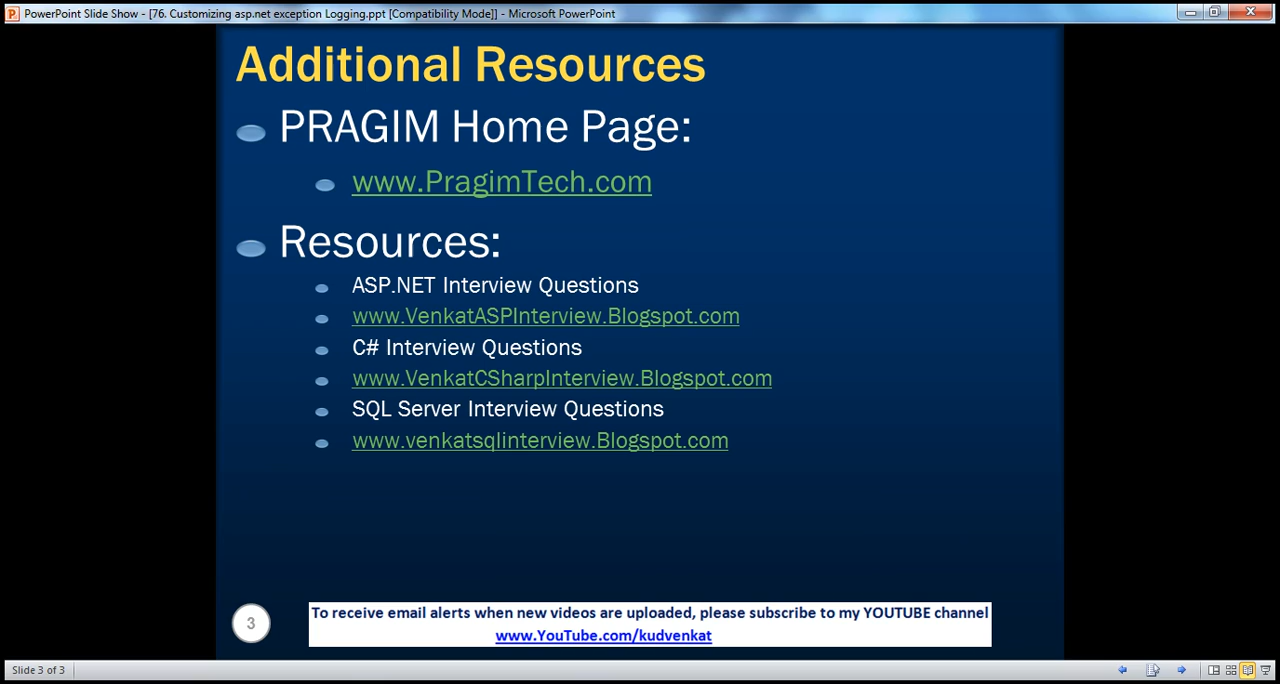 PowerPoint Slide Show - [76. Customizing asp.net exception Logging.ppt [Compatibility Mode]] - Microsoft PowerPoint
Additional Resources
PRAGIM Home Page:
www.PragimTech.com
Resources:
ASP.NET Interview Questions
www.VenkatASPInterview.Blogspot.com
C# Interview Questions
www.VenkatCSharpInterview.Blogspot.com
SQL Server Interview Questions
www.venkatsqlinterview.Blogspot.com
3
To receive email alerts when new videos are uploaded, please subscribe to my YOUTUBE channel
www.YouTube.com/kudvenkat
Slide 3 of 3